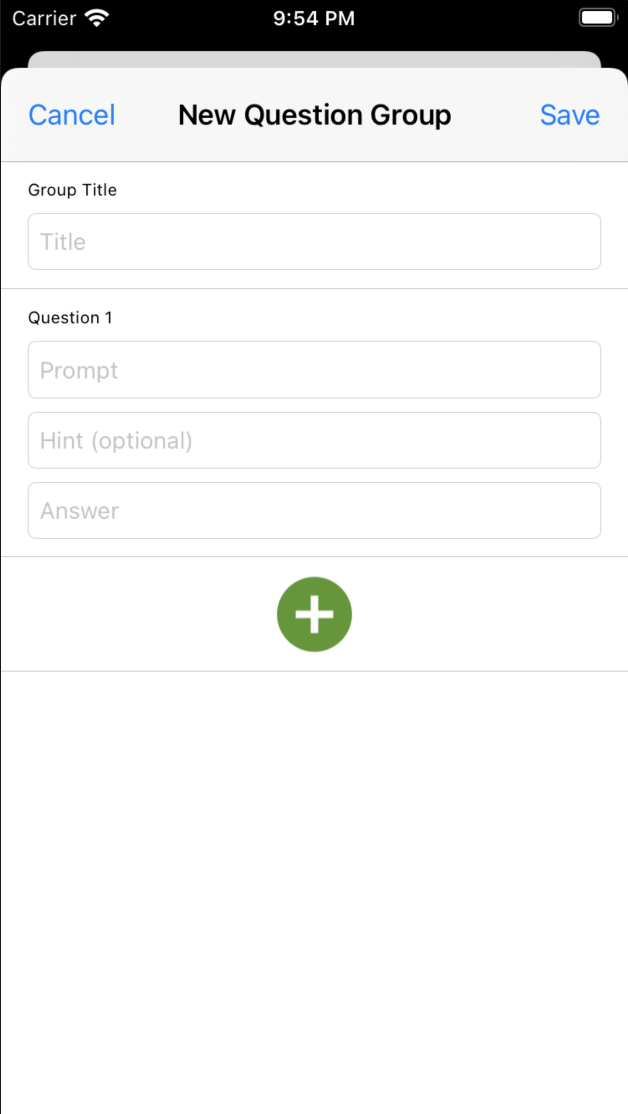 Carrier 9:54 PM
Cancel New Question Group Save
Group Title
Title
Question 1
Prompt
Hint (optional)
Answer